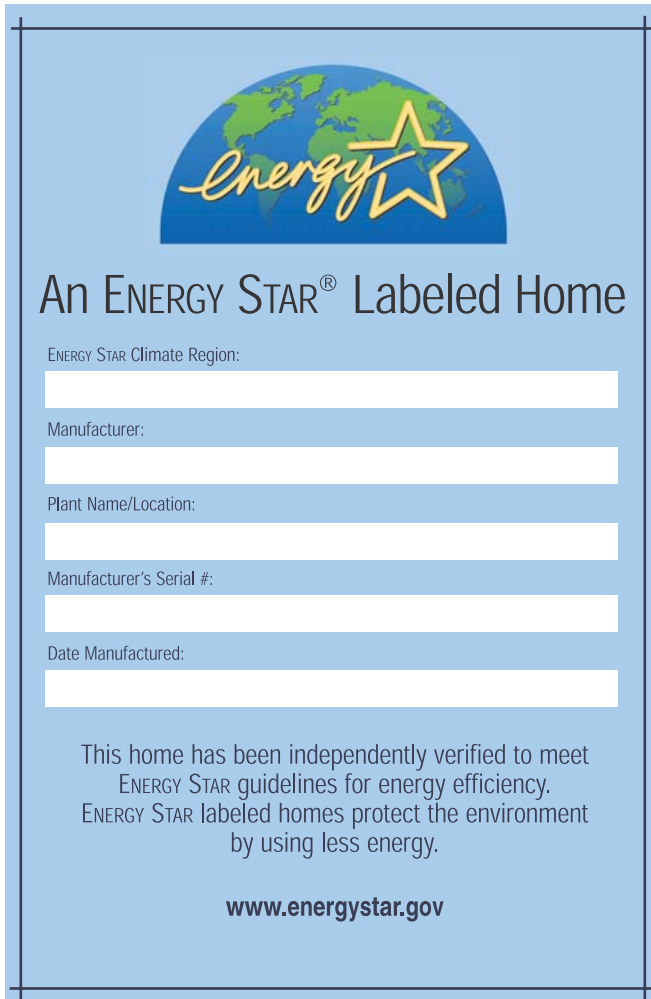 energy
An ENERGY STAR® Labeled Home
ENERGY STAR Climate Region:
Manufacturer:
Plant Name/Location:
Manufacturer's Serial #:
Date Manufactured:
This home has been independently verified to meet
ENERGY STAR guidelines for energy efficiency.
ENERGY STAR labeled homes protect the environment
by using less energy.
www.energystar.gov